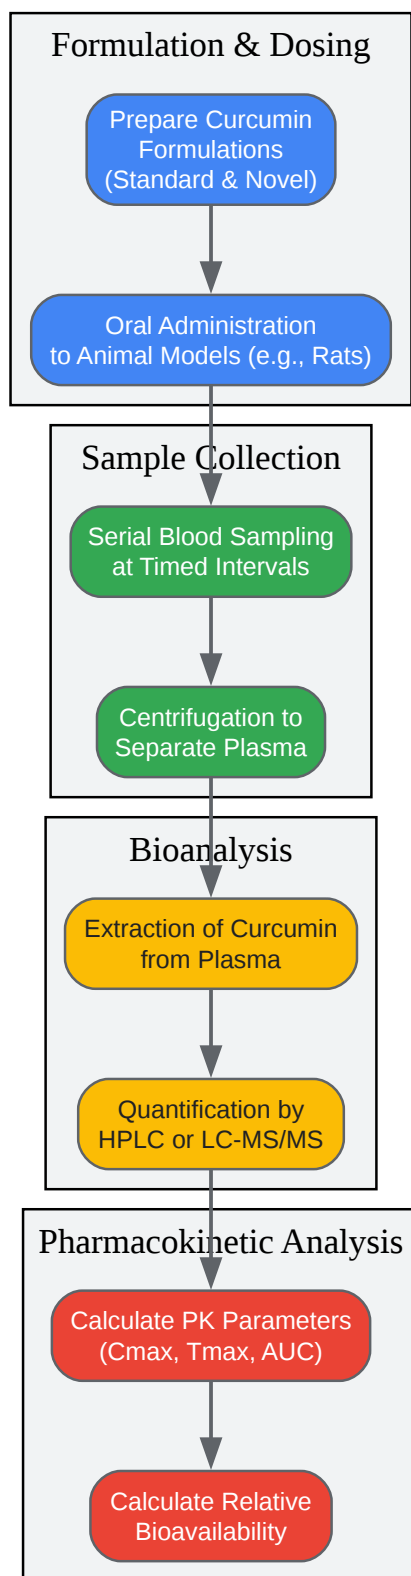 Formulation & Dosing
Prepare Curcumin
Formulations
(Standard & Novel)
Oral Administration
to Animal Models (e.g., Rats)
Sample Collection
Serial Blood Sampling
at Timed Intervals
Centrifugation to
Separate Plasma
Bioanalysis
Extraction of Curcumin
from Plasma
Quantification by
HPLC or LC-MS/MS
Pharmacokinetic Analysis
Calculate PK Parameters
(Cmax, Tmax, AUC)
Calculate Relative
Bioavailability